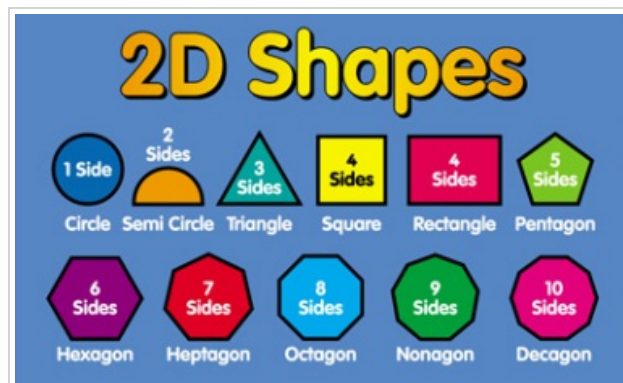 2D Shapes
1 Side
2 Sides
3 Sides
4 Sides
4 Sides
5 Sides
Circle Semi Circle Triangle Square Rectangle Pentagon
6 Sides
7 Sides
8 Sides
9 Sides
10 Sides
Hexagon Heptagon Octagon Nonagon Decagon